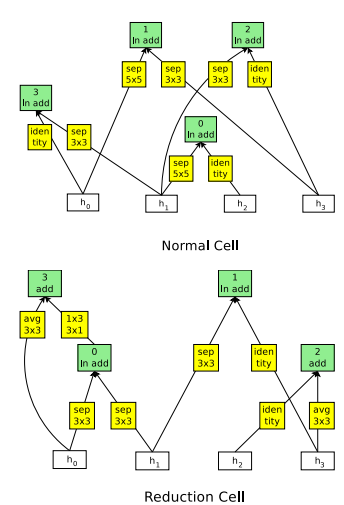 1
ln add
2
ln add
3
ln add
sep
5x5
sep
3x3
sep
3x3
iden
tity
iden
tity
sep
3x3
0
ln add
sep
5x5
iden
tity
h0
h1
h2
h3
Normal Cell
3
add
1
ln add
avg
3x3
1x3
3x1
0
ln add
sep
3x3
iden
tity
2
add
sep
3x3
sep
3x3
iden
tity
avg
3x3
h0
h1
h2
h3
Reduction Cell